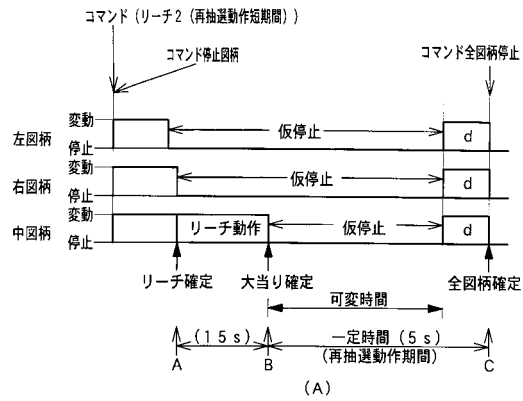 コマンド(リーチ2(再抽選動作短期間))
コマンド停止図柄
コマンド全図柄停止
左図柄
変動
停止
仮停止
d
右図柄
変動
停止
仮停止
d
中図柄
変動
停止
リーチ動作
仮停止
d
リーチ確定
大当り確定
全図柄確定
可変時間
(15s)
一定時間(5s)
(再抽選動作期間)
A
B
C
(A)